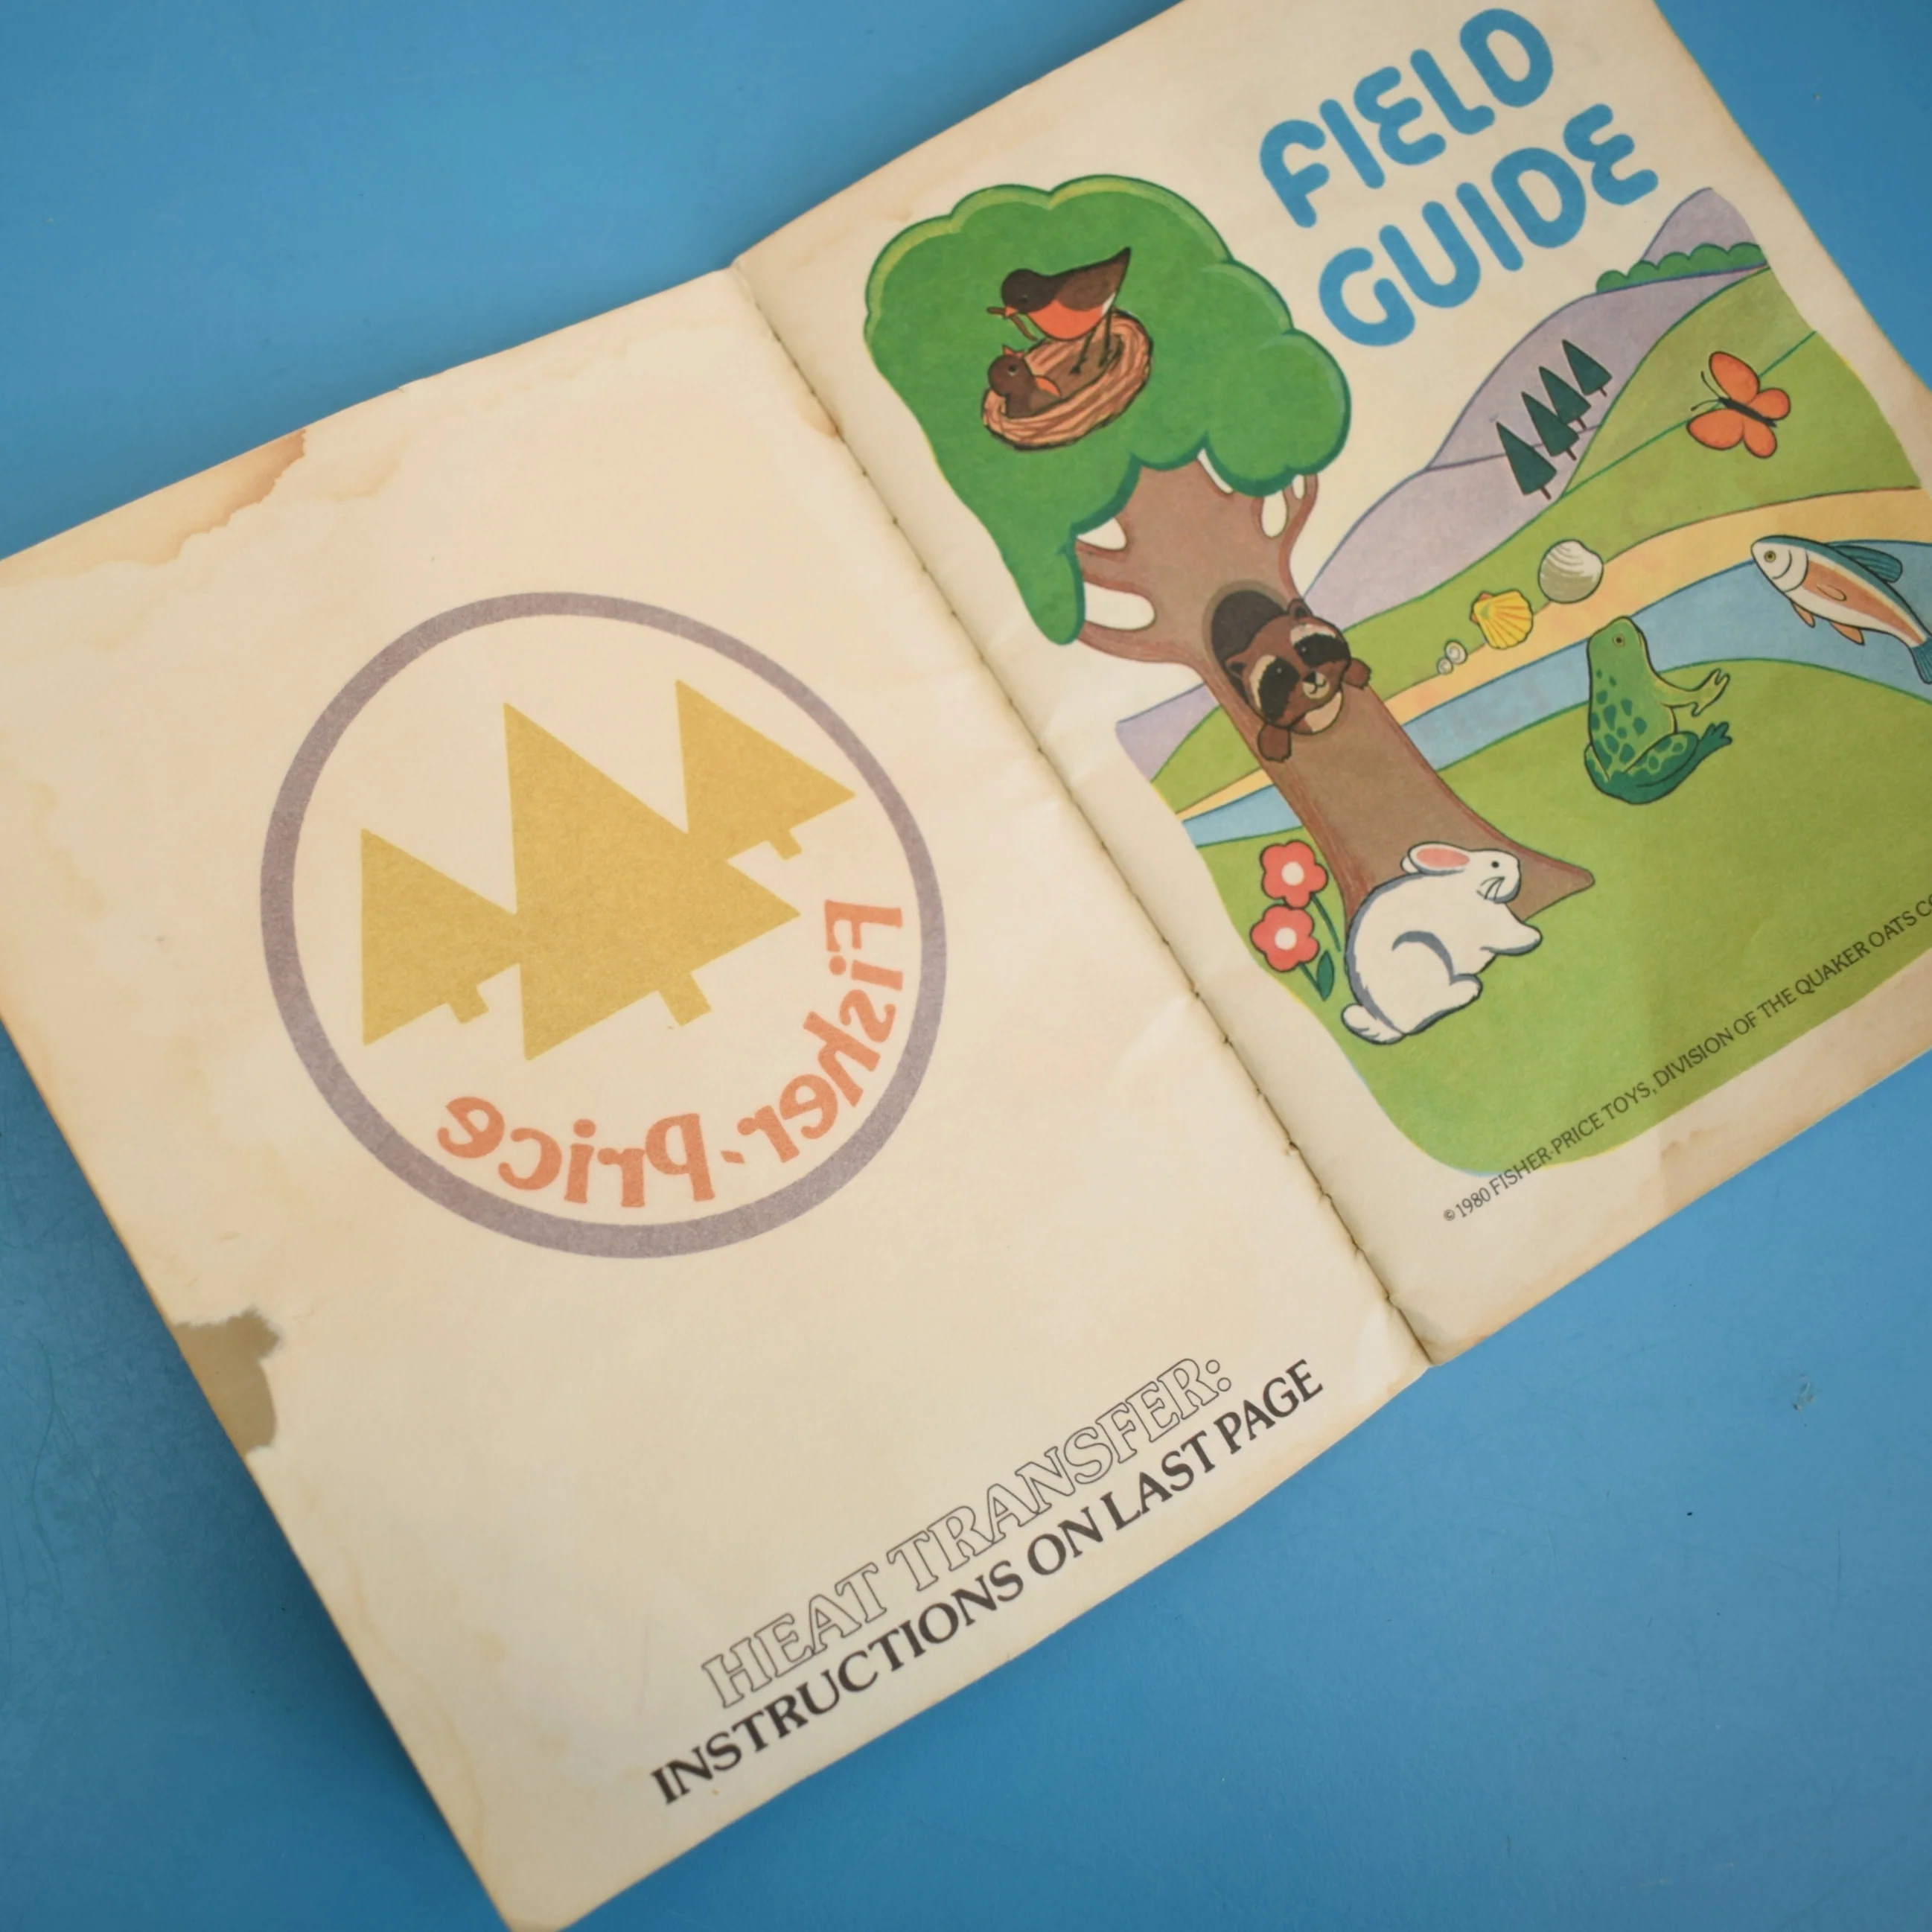 Fisher-Price
HEAT TRANSFER:
INSTRUCTIONS ON LAST PAGE
FIELD
GUIDE
© 1980 FISHER-PRICE TOYS, DIVISION OF THE QUAKER OATS